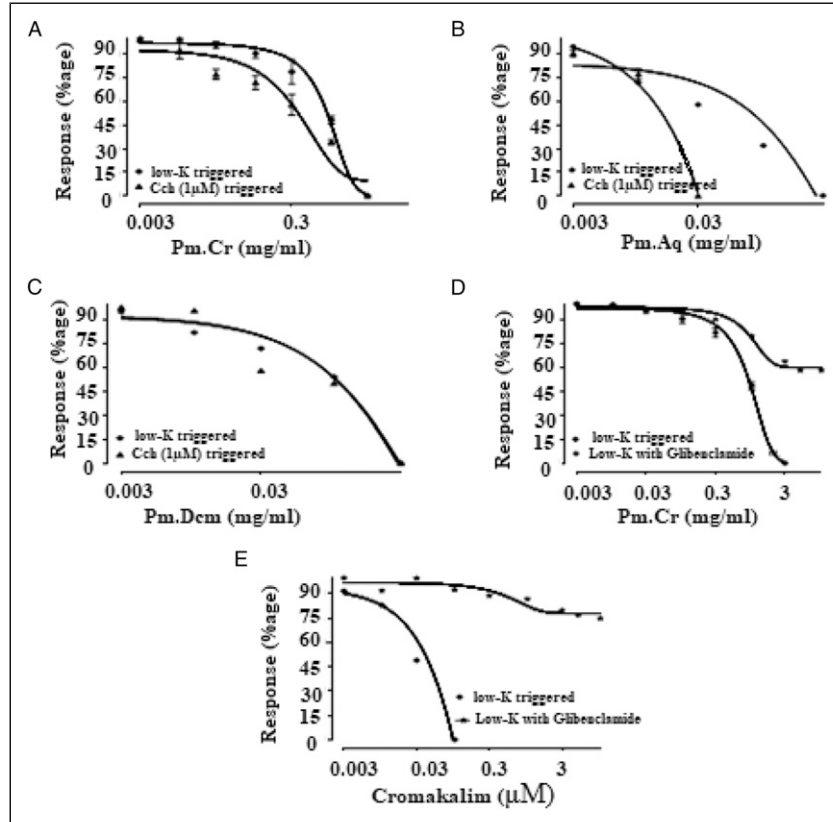 A
Response (%age)
90
75
60
45
30
15
0
low-K triggered
Cch (1µM) triggered
0.003 0.3
Pm.Cr (mg/ml)
B
Response (%age)
90
75
60
45
30
15
0
low-K triggered
Cch (1µM) triggered
0.003 0.03
Pm.Aq (mg/ml)
C
Response (%age)
90
75
60
45
30
15
0
low-K triggered
Cch (1µM) triggered
0.003 0.03
Pm.Dcm (mg/ml)
D
Response (%age)
90
75
60
45
30
15
0
low-K triggered
Low-K with Glibenclamide
0.003 0.03 0.3 3
Pm.Cr (mg/ml)
E
Response (%age)
90
75
60
45
30
15
0
low-K triggered
Low-K with Glibenclamide
0.003 0.03 0.3 3
Cromakalim (µM)